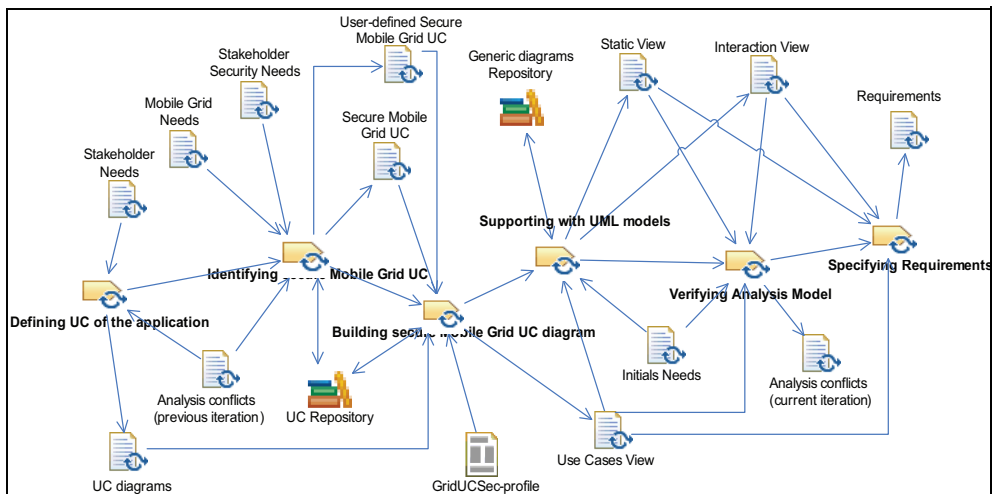 User-defined Secure
Mobile Grid UC
Static View
Interaction View
Stakeholder
Security Needs
Generic diagrams
Repository
Mobile Grid
Needs
Secure Mobile
Grid UC
Requirements
Stakeholder
Needs
Supporting with UML models
Identifying Mobile Grid UC
Specifying Requirements
Defining UC of the application
Verifying Analysis Model
Building secure Mobile Grid UC diagram
Initials Needs
Analysis conflicts
(previous iteration)
UC Repository
Analysis conflicts
(current iteration)
Use Cases View
UC diagrams
GridUCSec-profile